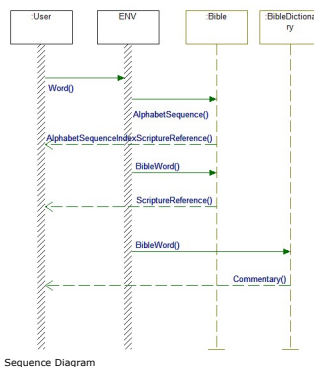 :User
ENV
:Bible
:BibleDictiona
ry
Word()
AlphabetSequence()
AlphabetSequenceIndexScriptureReference()
BibleWord()
ScriptureReference()
BibleWord()
Commentary()
Sequence Diagram